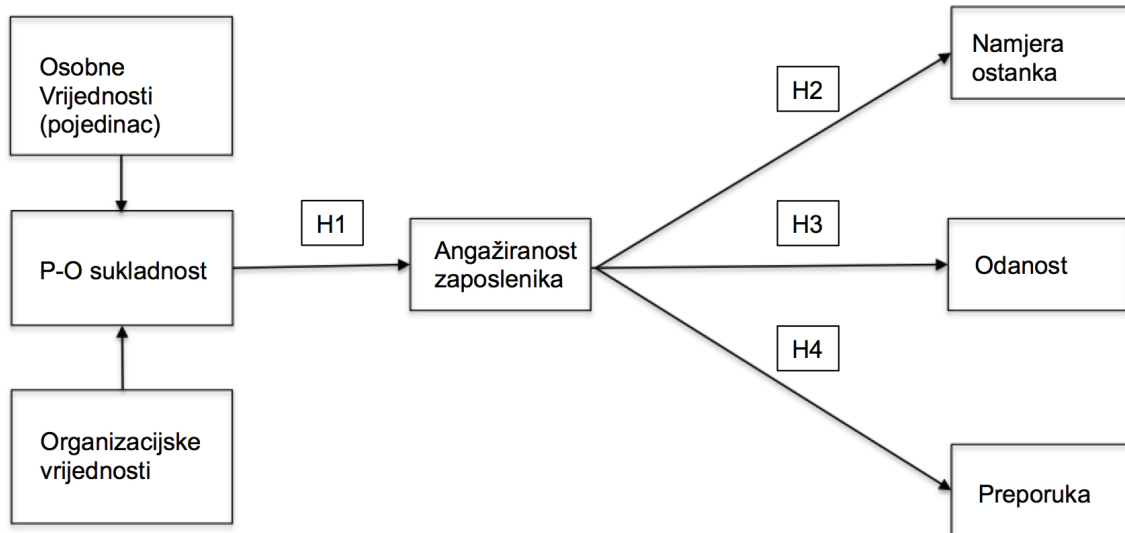 Osobne
Vrijednosti
(pojedinac)
P-O sukladnost
Organizacijske
vrijednosti
H1
Angažiranost
zaposlenika
H2
H3
H4
Namjera
ostanka
Odanost
Preporuka